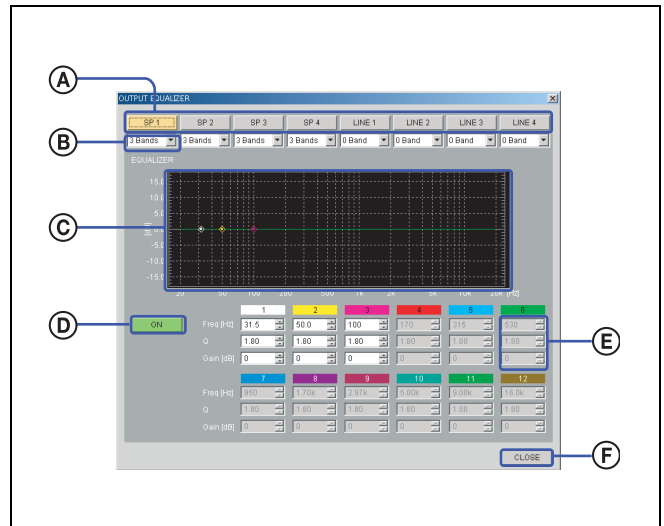 A
OUTPUT EQUALIZER
SP 1 SP 2 SP 3 SP 4 LINE 1 LINE 2 LINE 3 LINE 4
B
3 Bands 3 Bands 3 Bands 3 Bands 0 Band 0 Band 0 Band 0 Band
EQUALIZER
15.0
10.0
5.0
C
[dB] 0.0
-5.0
-10.0
-15.0
20 50 100 200 500 1K 2K 5K 10K 20K [Hz]
1 2 3 4 5 6
D
ON
Freq [Hz] 31.5 50.0 100 170 315 530
Q 1.80 1.80 1.80 1.80 1.80 1.80
E
Gain [dB] 0 0 0 0 0 0
7 8 9 10 11 12
Freq [Hz] 950 1.70k 2.87k 5.00k 9.00k 16.0k
Q 1.80 1.80 1.80 1.80 1.80 1.80
Gain [dB] 0 0 0 0 0 0
CLOSE
F